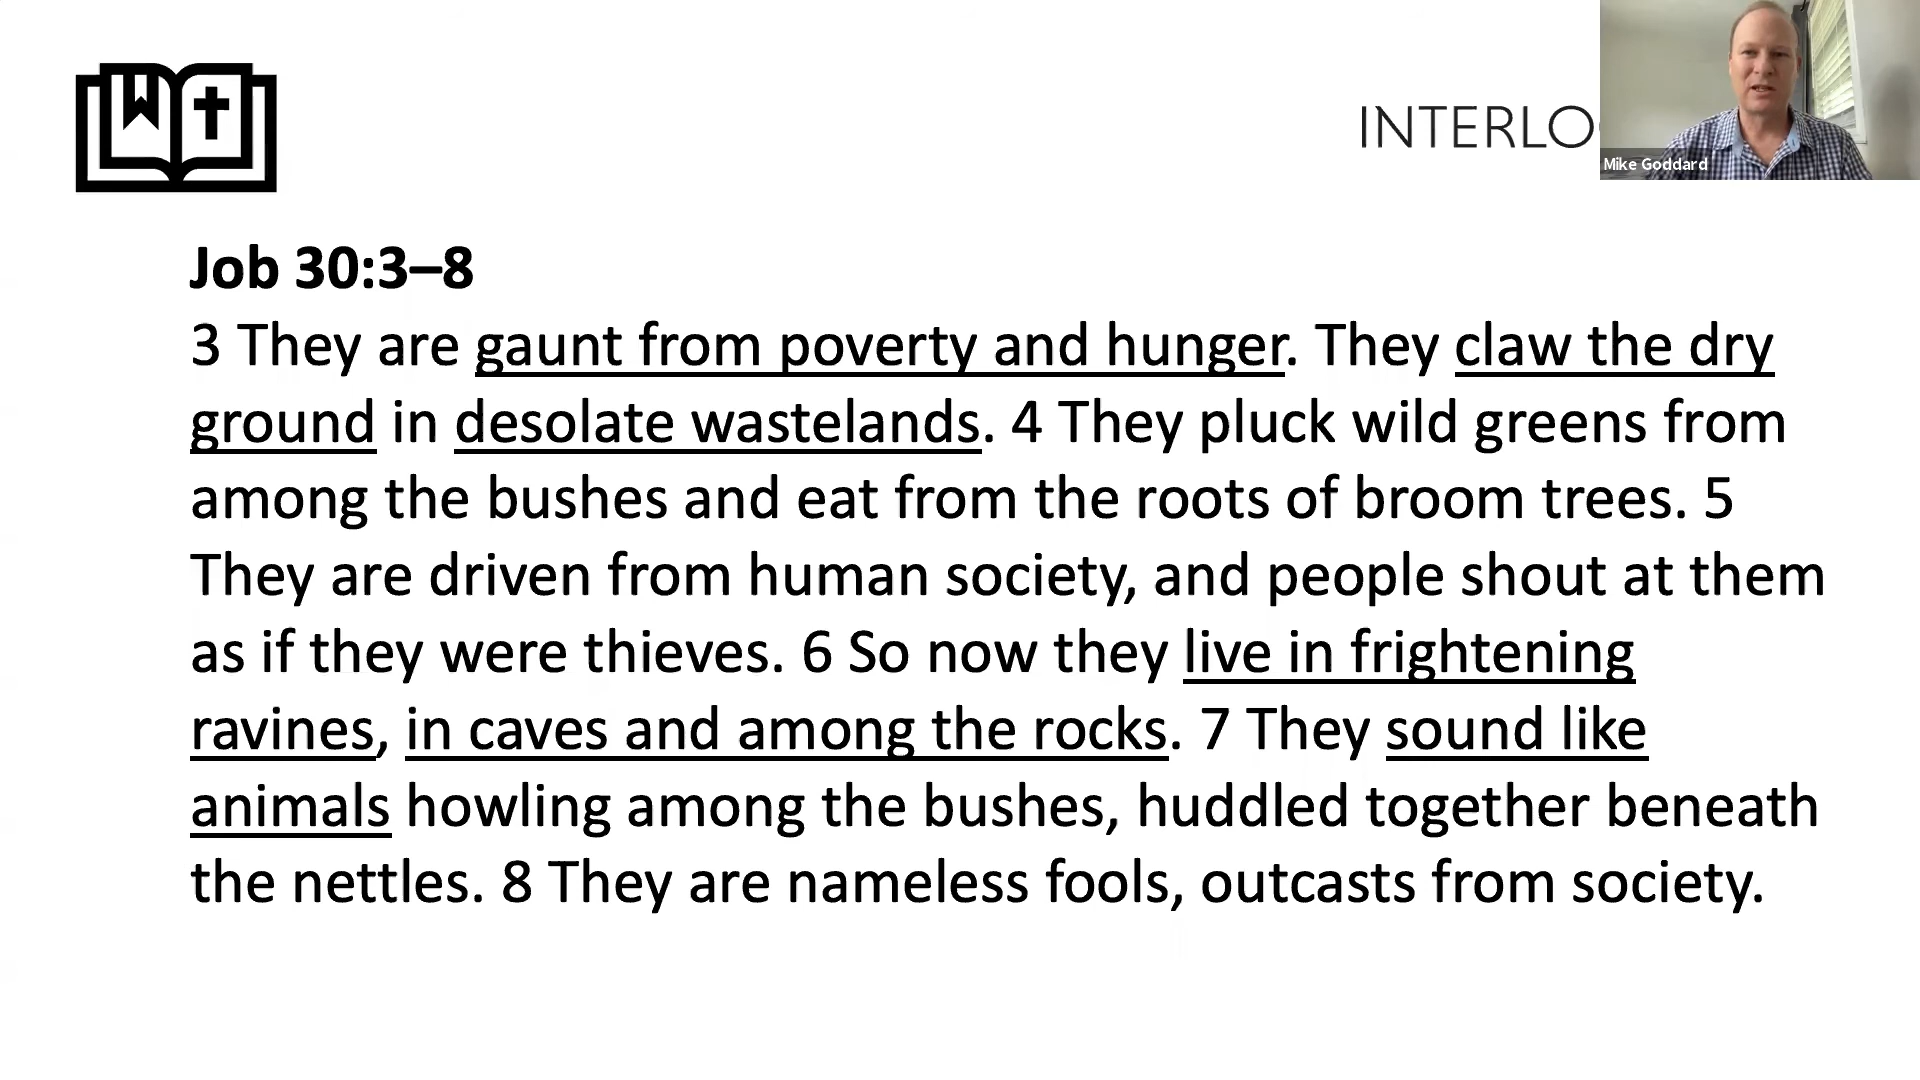 INTERLO
Mike Goddard
Job 30:3–8
3 They are gaunt from poverty and hunger. They claw the dry
ground in desolate wastelands. 4 They pluck wild greens from
among the bushes and eat from the roots of broom trees. 5
They are driven from human society, and people shout at them
as if they were thieves. 6 So now they live in frightening
ravines, in caves and among the rocks. 7 They sound like
animals howling among the bushes, huddled together beneath
the nettles. 8 They are nameless fools, outcasts from society.